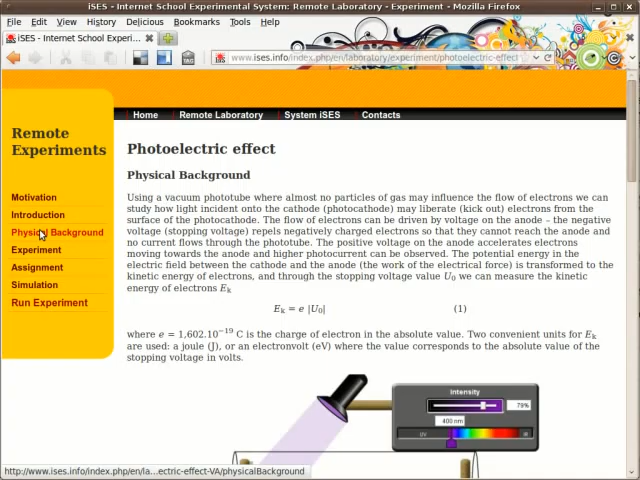 iSES - Internet School Experimental System: Remote Laboratory - Experiment - Mozilla Firefox
File Edit View History Delicious Bookmarks Tools Help
iSES - Internet School Experi...
www.ises.info/index.php/en/laboratory/experiment/photoelectric-effect
Home Remote Laboratory System iSES Contacts
Remote
Experiments
Motivation
Introduction
Physical Background
Experiment
Assignment
Simulation
Run Experiment
Photoelectric effect
Physical Background
Using a vacuum phototube where almost no particles of gas may influence the flow of electrons we can
study how light incident onto the cathode (photocathode) may liberate (kick out) electrons from the
surface of the photocathode. The flow of electrons can be driven by voltage on the anode – the negative
voltage (stopping voltage) repels negatively charged electrons so that they cannot reach the anode and
no current flows through the phototube. The positive voltage on the anode accelerates electrons
moving towards the anode and higher photocurrent can be observed. The potential energy in the
electric field between the cathode and the anode (the work of the electrical force) is transformed to the
kinetic energy of electrons, and through the stopping voltage value U₀ we can measure the kinetic
energy of electrons Eₖ
Eₖ = e |U₀| (1)
where e = 1,602.10⁻¹⁹ C is the charge of electron in the absolute value. Two convenient units for Eₖ
are used: a joule (J), or an electronvolt (eV) where the value corresponds to the absolute value of the
stopping voltage in volts.
Intensity
79%
400 nm
UV IR
http://www.ises.info/index.php/en/la...ectric-effect-VA/physicalBackground